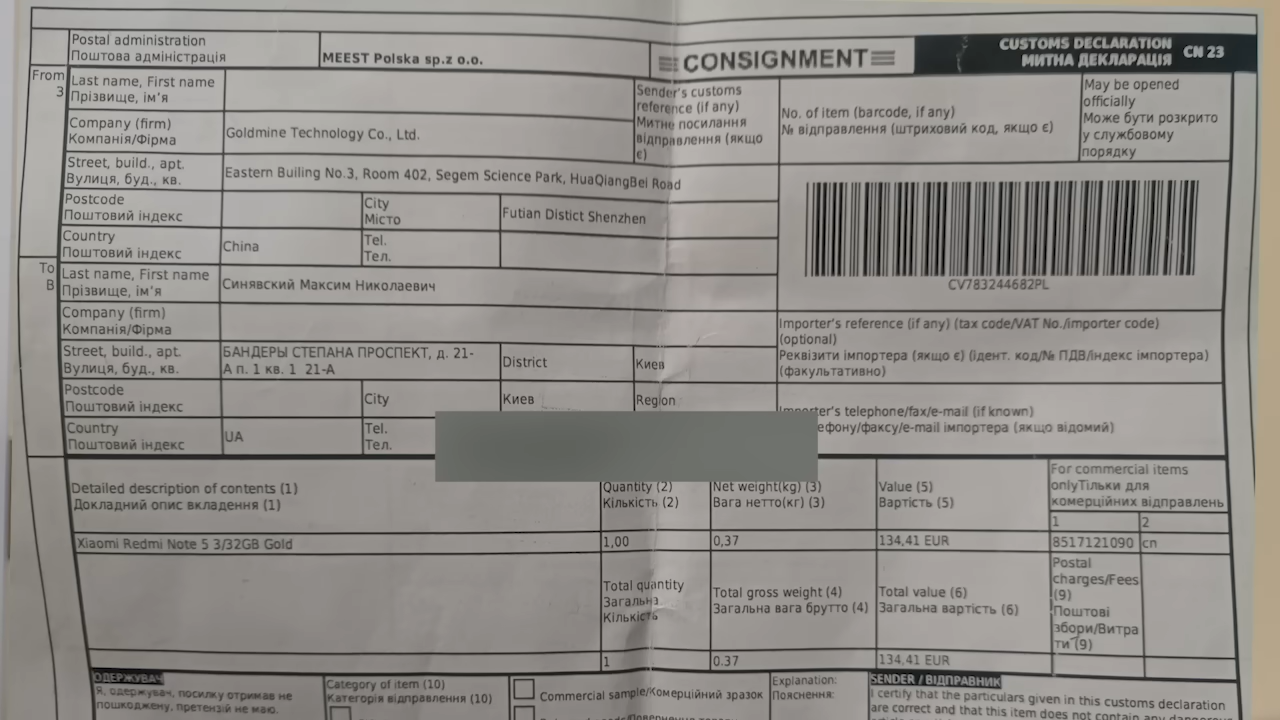 Postal administration
Поштова адміністрація
MEEST Polska sp.z o.o.
CONSIGNMENT
CUSTOMS DECLARATION
МИТНА ДЕКЛАРАЦІЯ
CN 23
From
3
Last name, First name
Прізвище, ім'я
Sender's customs
reference (if any)
Митне посилання
відправлення (якщо
є)
No. of item (barcode, if any)
№ відправлення (штриховий код, якщо є)
May be opened
officially
Може бути розкрито
у службовому
порядку
Company (firm)
Компанія/Фірма
Goldmine Technology Co., Ltd.
Street, build., apt.
Вулиця, буд., кв.
Eastern Builing No.3, Room 402, Segem Science Park, HuaQiangBei Road
Postcode
Поштовий індекс
City
Місто
Futian Distict Shenzhen
Country
Поштовий індекс
China
Tel.
Тел.
CV783244682PL
To
В
Last name, First name
Прізвище, ім'я
Синявский Максим Николаевич
Company (firm)
Компанія/Фірма
Importer's reference (if any) (tax code/VAT No./importer code)
(optional)
Реквізити імпортера (якщо є) (ідент. код/№ ПДВ/індекс імпортера)
(факультативно)
Street, build., apt.
Вулиця, буд., кв.
БАНДЕРЫ СТЕПАНА ПРОСПЕКТ, д. 21-
А п. 1 кв. 1 21-А
District
Киев
Postcode
Поштовий індекс
City
Киев
Region
Country
Поштовий індекс
UA
Tel.
Тел.
telephone/fax/e-mail (if known)
імпортера (якщо відомий)
Detailed description of contents (1)
Докладний опис вкладення (1)
Quantity (2)
Кількість (2)
Net weight(kg) (3)
Вага нетто(кг) (3)
Value (5)
Вартість (5)
For commercial items
onlyТільки для
комерційних відправлень
1
2
Xiaomi Redmi Note 5 3/32GB Gold
1,00
0,37
134,41 EUR
8517121090
сп
Total quantity
Загальна
Кількість
Total gross weight (4)
Загальна вага брутто (4)
Total value (6)
Загальна вартість (6)
Postal
charges/Fees
(9)
Поштові
збори/Витра
ти (9)
1
0.37
134,41 EUR
ОДЕРЖУВАЧ
Я, одержувач, посилку отримав не
пошкоджену, претензій не маю.
Category of item (10)
Категорія відправлення (10)
Commercial sample/Комерційний зразок
Explanation:
Пояснення:
SENDER / ВІДПРАВНИК
I certify that the particulars given in this customs declaration
are correct and that this item does not contain any dangerous